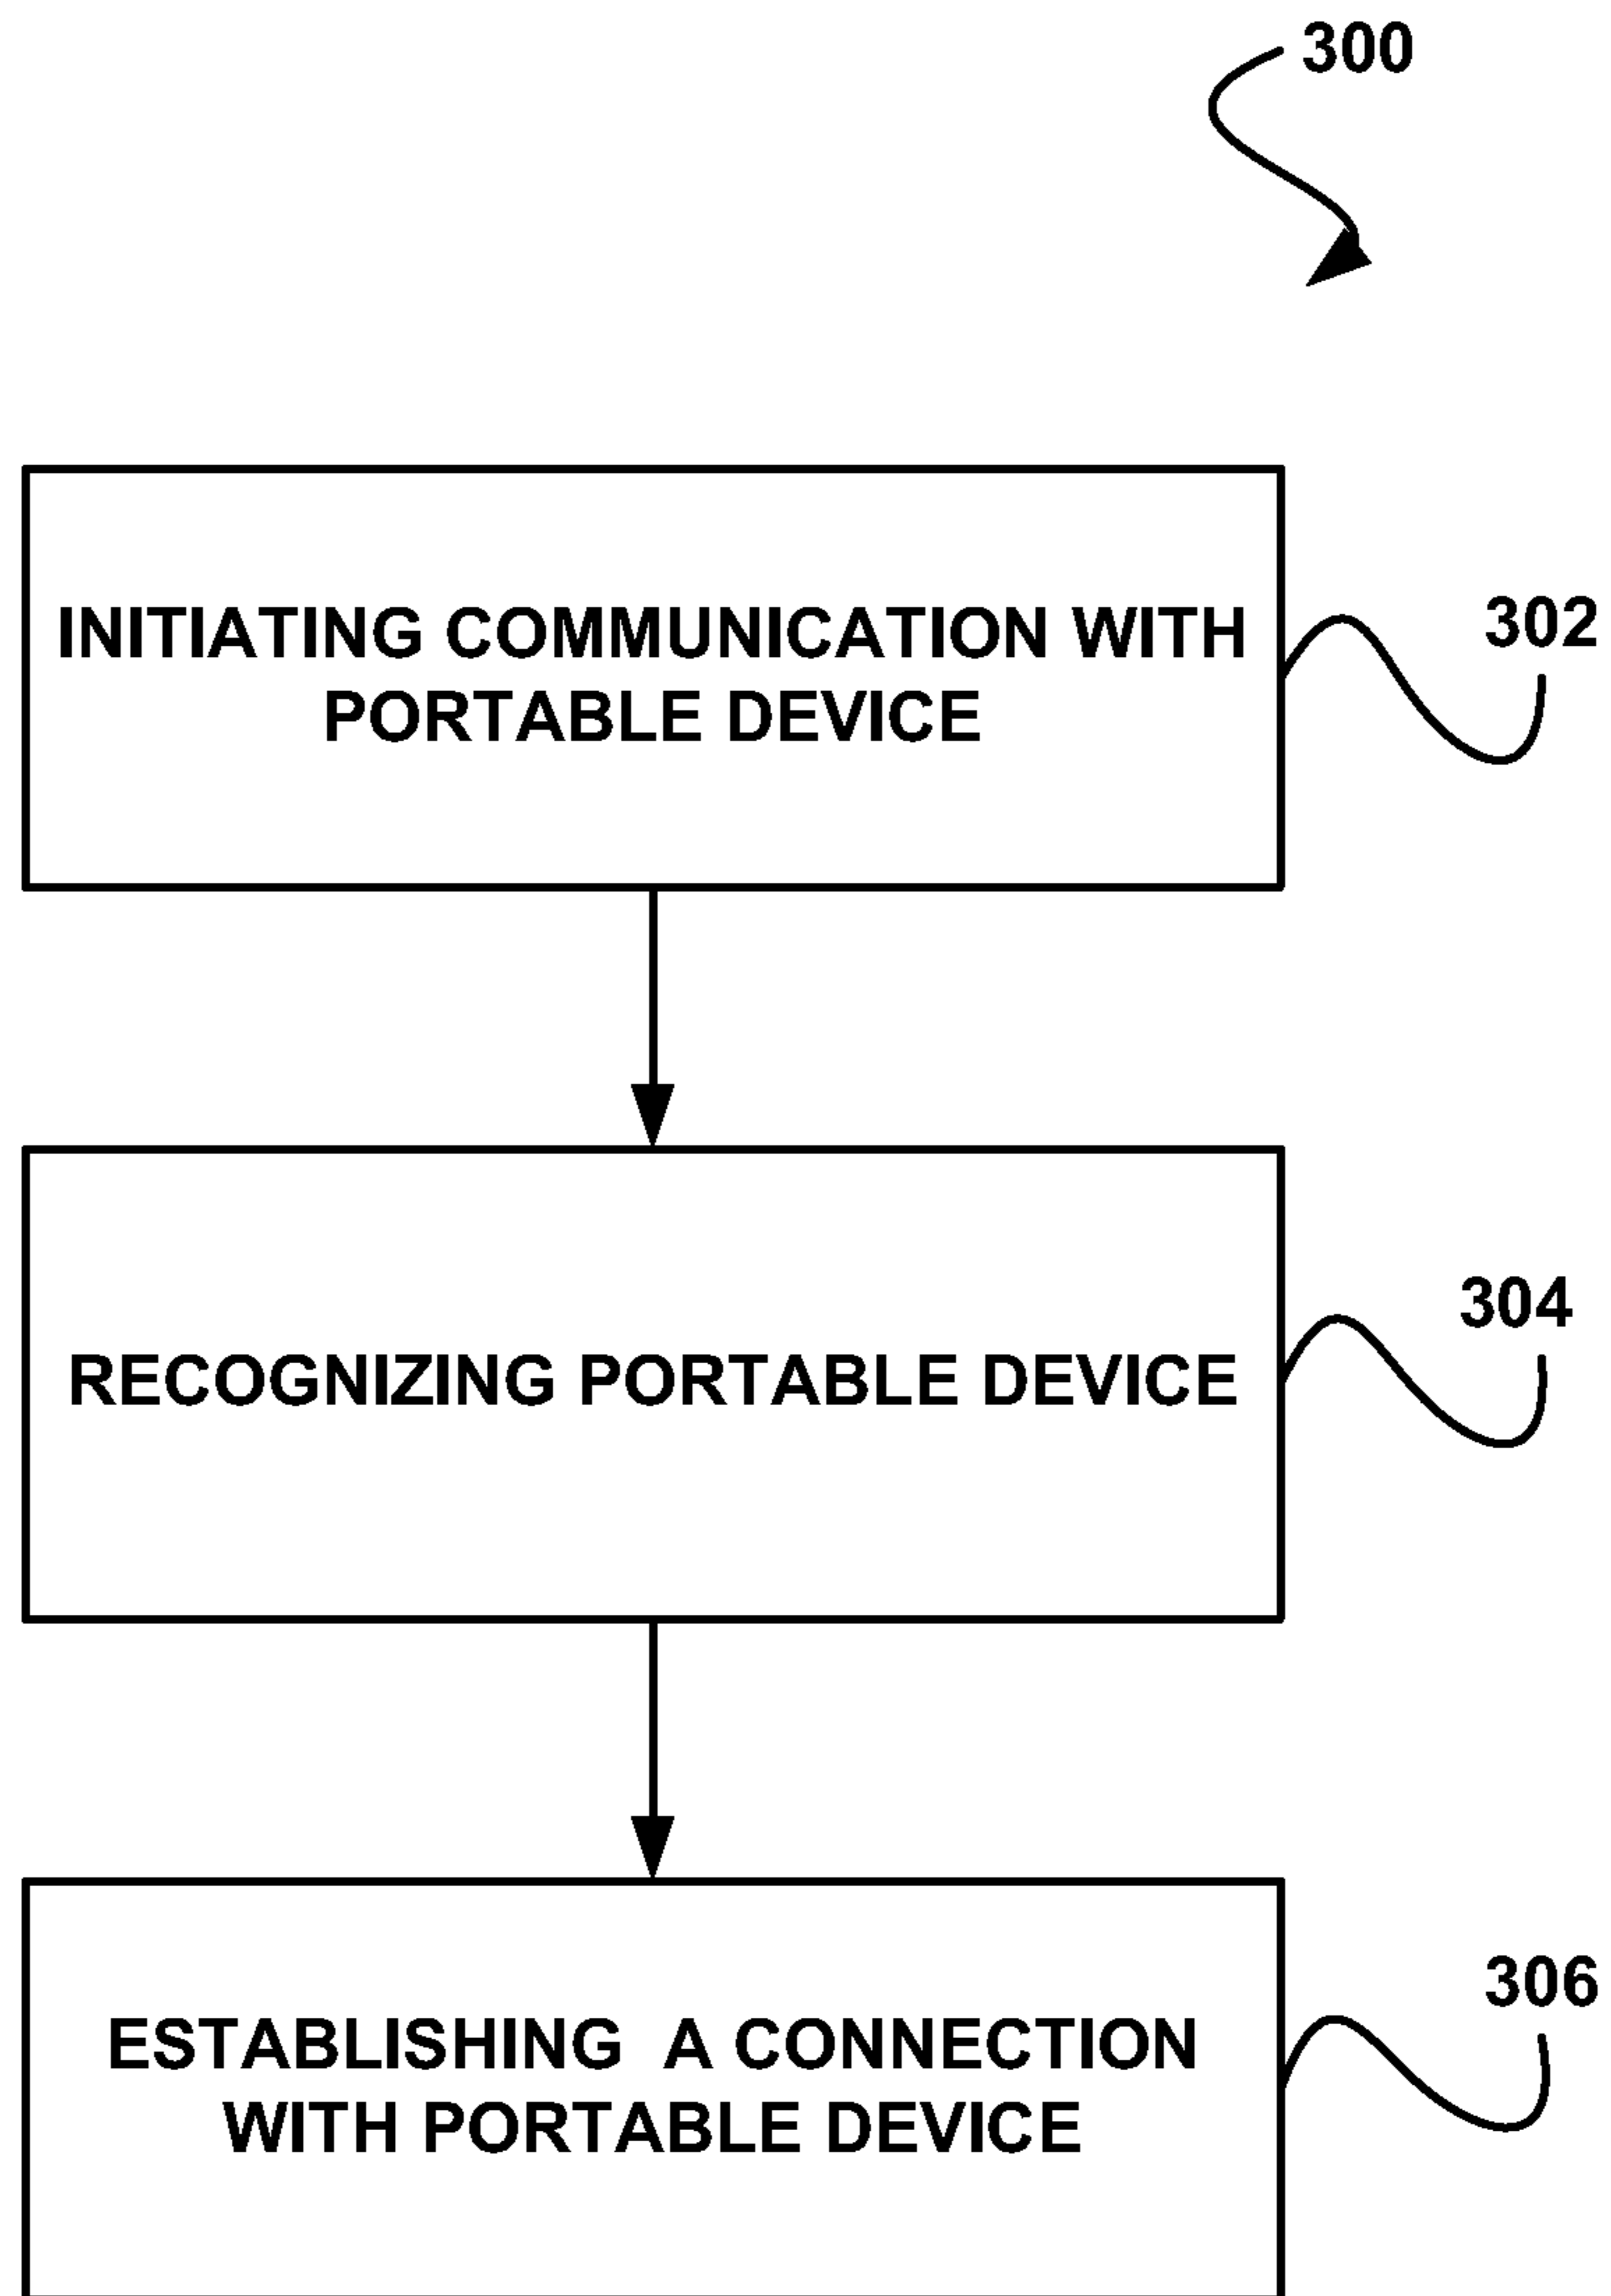 300
INITIATING COMMUNICATION WITH
PORTABLE DEVICE
302
RECOGNIZING PORTABLE DEVICE
304
ESTABLISHING A CONNECTION
WITH PORTABLE DEVICE
306